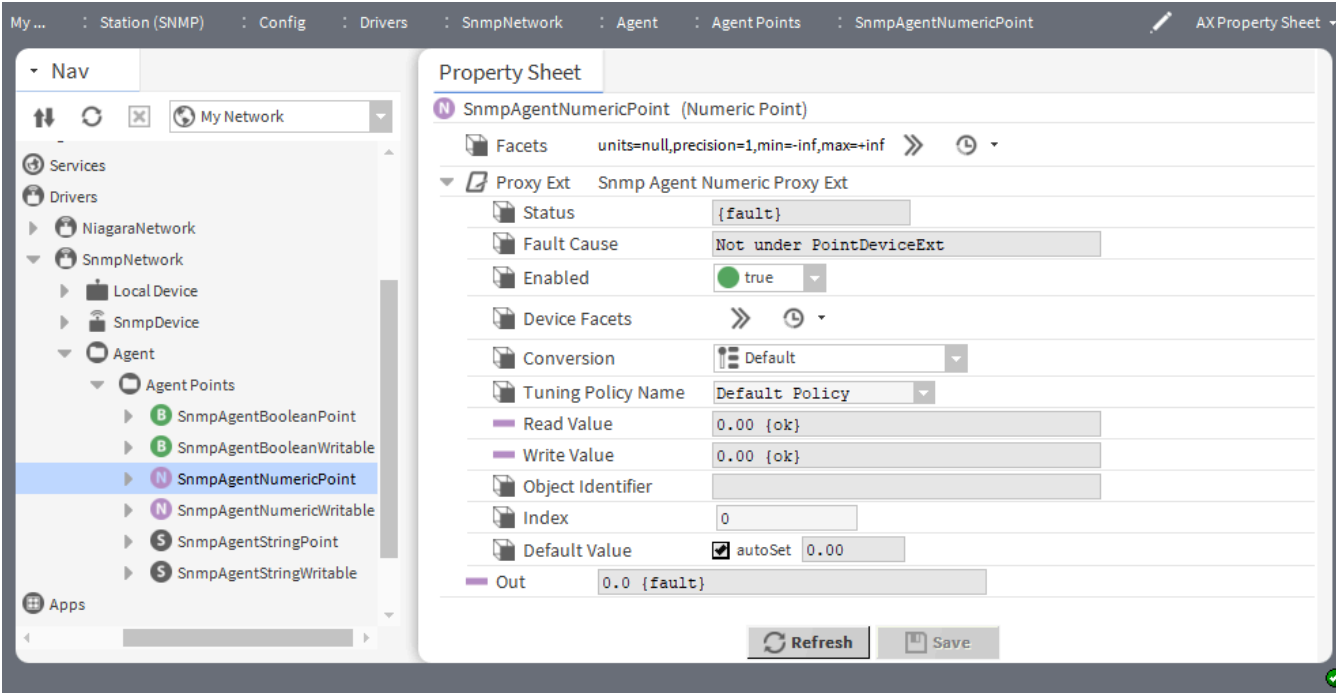 My ... : Station (SNMP) : Config : Drivers : SnmpNetwork : Agent : Agent Points : SnmpAgentNumericPoint AX Property Sheet
Nav
My Network
Services
Drivers
NiagaraNetwork
SnmpNetwork
Local Device
SnmpDevice
Agent
Agent Points
B SnmpAgentBooleanPoint
B SnmpAgentBooleanWritable
N SnmpAgentNumericPoint
N SnmpAgentNumericWritable
S SnmpAgentStringPoint
S SnmpAgentStringWritable
Apps
Property Sheet
N SnmpAgentNumericPoint (Numeric Point)
Facets units=null,precision=1,min=-inf,max=+inf
Proxy Ext Snmp Agent Numeric Proxy Ext
Status {fault}
Fault Cause Not under PointDeviceExt
Enabled true
Device Facets
Conversion Default
Tuning Policy Name Default Policy
Read Value 0.00 {ok}
Write Value 0.00 {ok}
Object Identifier
Index 0
Default Value autoSet 0.00
Out 0.0 {fault}
Refresh Save